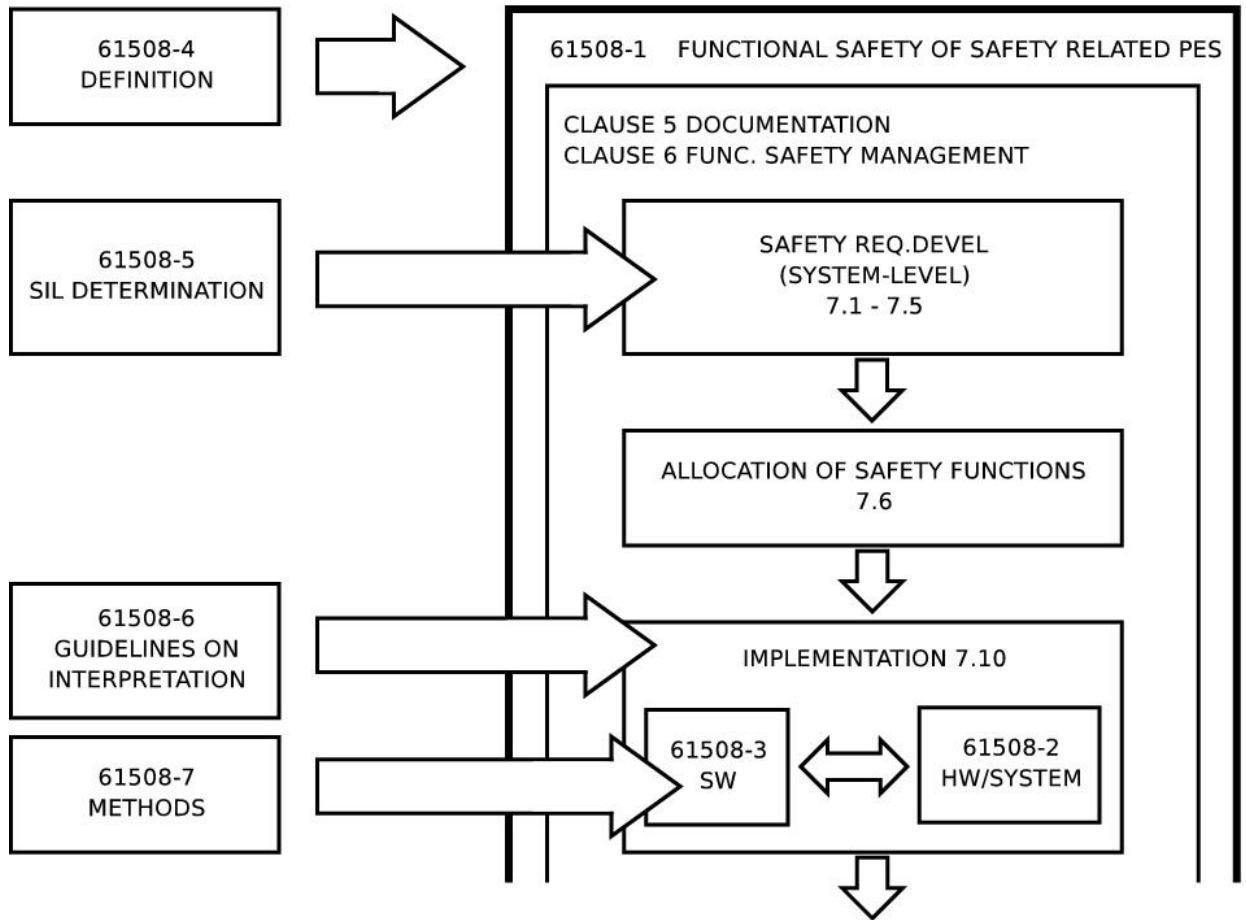 61508-4
DEFINITION
61508-1 FUNCTIONAL SAFETY OF SAFETY RELATED PES
CLAUSE 5 DOCUMENTATION
CLAUSE 6 FUNC. SAFETY MANAGEMENT
61508-5
SIL DETERMINATION
SAFETY REQ.DEVEL
(SYSTEM-LEVEL)
7.1 - 7.5
ALLOCATION OF SAFETY FUNCTIONS
7.6
61508-6
GUIDELINES ON
INTERPRETATION
IMPLEMENTATION 7.10
61508-7
METHODS
61508-3
SW
61508-2
HW/SYSTEM